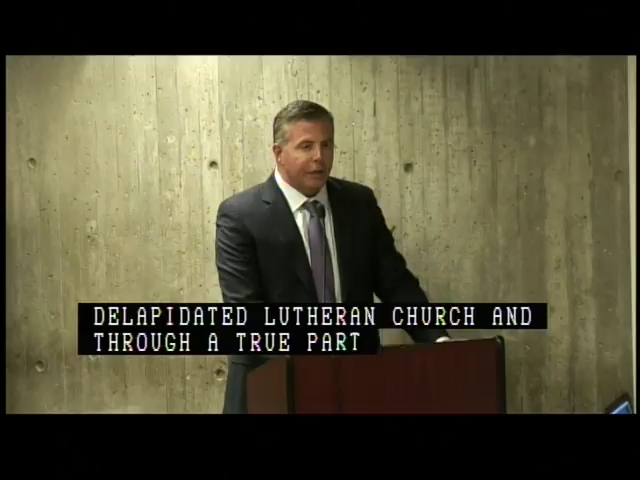 DELAPIDATED LUTHERAN CHURCH AND
THROUGH A TRUE PART